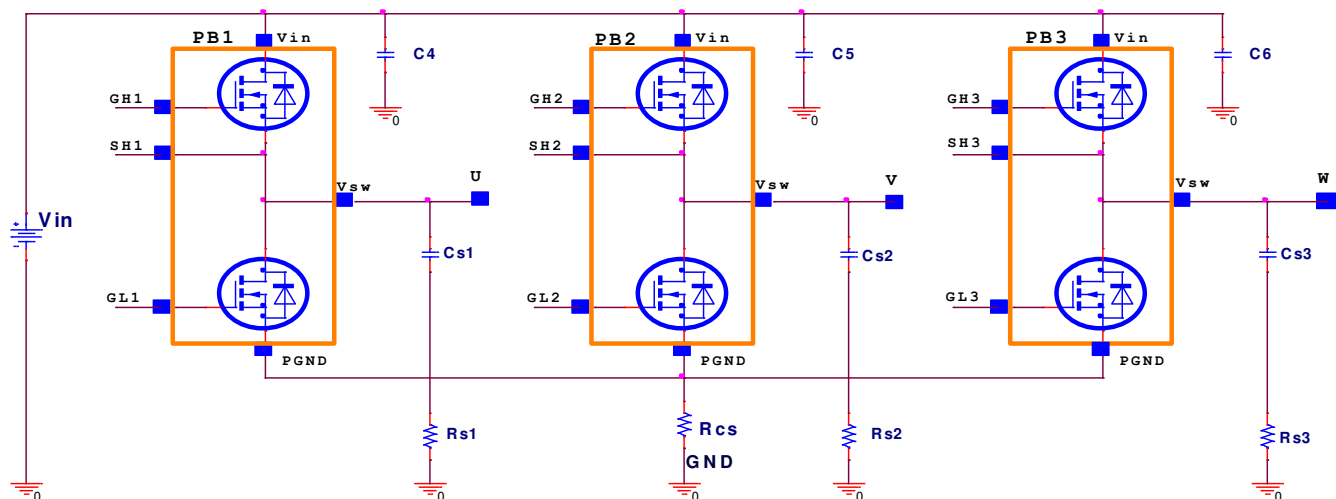 PB1 Vin C4 PB2 Vin C5 PB3 Vin C6
GH1 0 GH2 0 GH3 0
SH1 SH2 SH3
Vsw U Vsw V Vsw W
+ Vin
-
Cs1 Cs2 Cs3
GL1 GL2 GL3
PGND PGND PGND
Rs1 Rcs Rs2 Rs3
GND
0 0 0 0 0